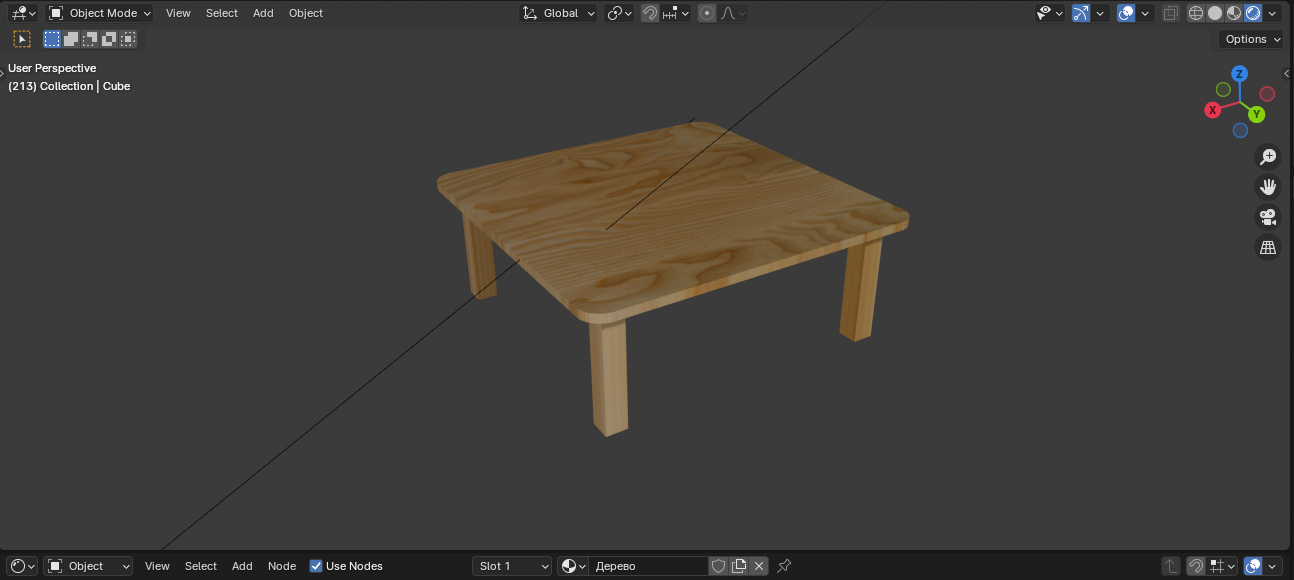 Object Mode View Select Add Object Global
Options
User Perspective
(213) Collection | Cube
Z
X
Y
Object View Select Add Node Use Nodes Slot 1 Дерево